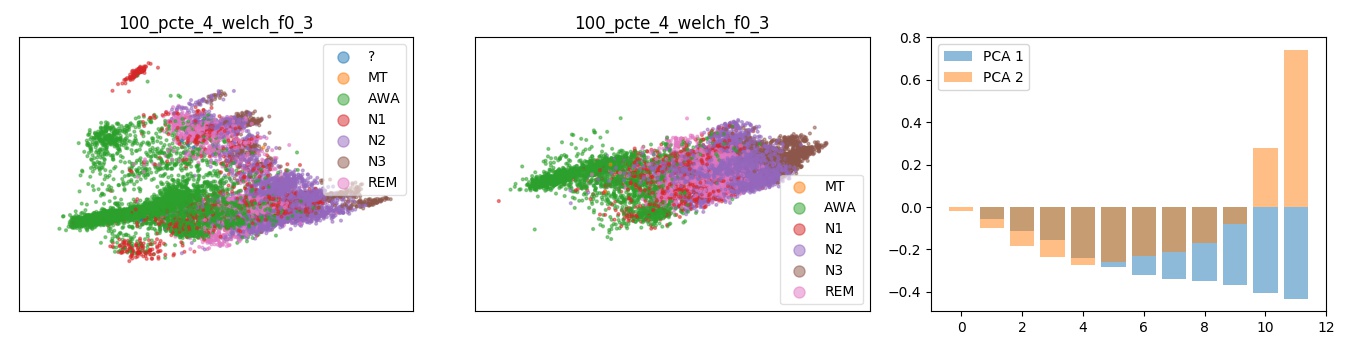 100_pcte_4_welch_f0_3
?
MT
AWA
N1
N2
N3
REM
100_pcte_4_welch_f0_3
MT
AWA
N1
N2
N3
REM
PCA 1
PCA 2
0.8
0.6
0.4
0.2
0.0
−0.2
−0.4
0 2 4 6 8 10 12